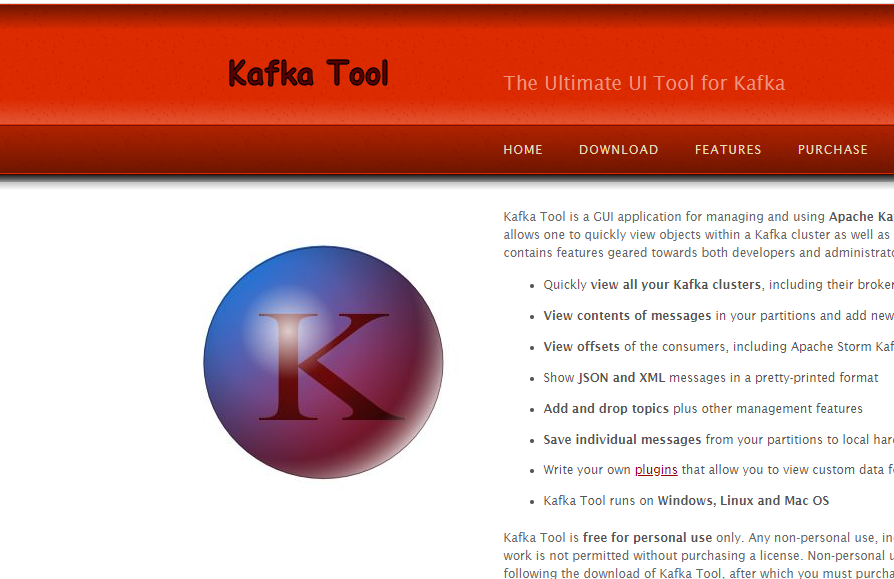 Kafka Tool
The Ultimate UI Tool for Kafka
HOME DOWNLOAD FEATURES PURCHASE
K
Kafka Tool is a GUI application for managing and using Apache Ka
allows one to quickly view objects within a Kafka cluster as well as
contains features geared towards both developers and administrato
Quickly view all your Kafka clusters, including their broker
View contents of messages in your partitions and add new
View offsets of the consumers, including Apache Storm Kaf
Show JSON and XML messages in a pretty-printed format
Add and drop topics plus other management features
Save individual messages from your partitions to local har
Write your own plugins that allow you to view custom data f
Kafka Tool runs on Windows, Linux and Mac OS
Kafka Tool is free for personal use only. Any non-personal use, in
work is not permitted without purchasing a license. Non-personal u
following the download of Kafka Tool, after which you must purcha